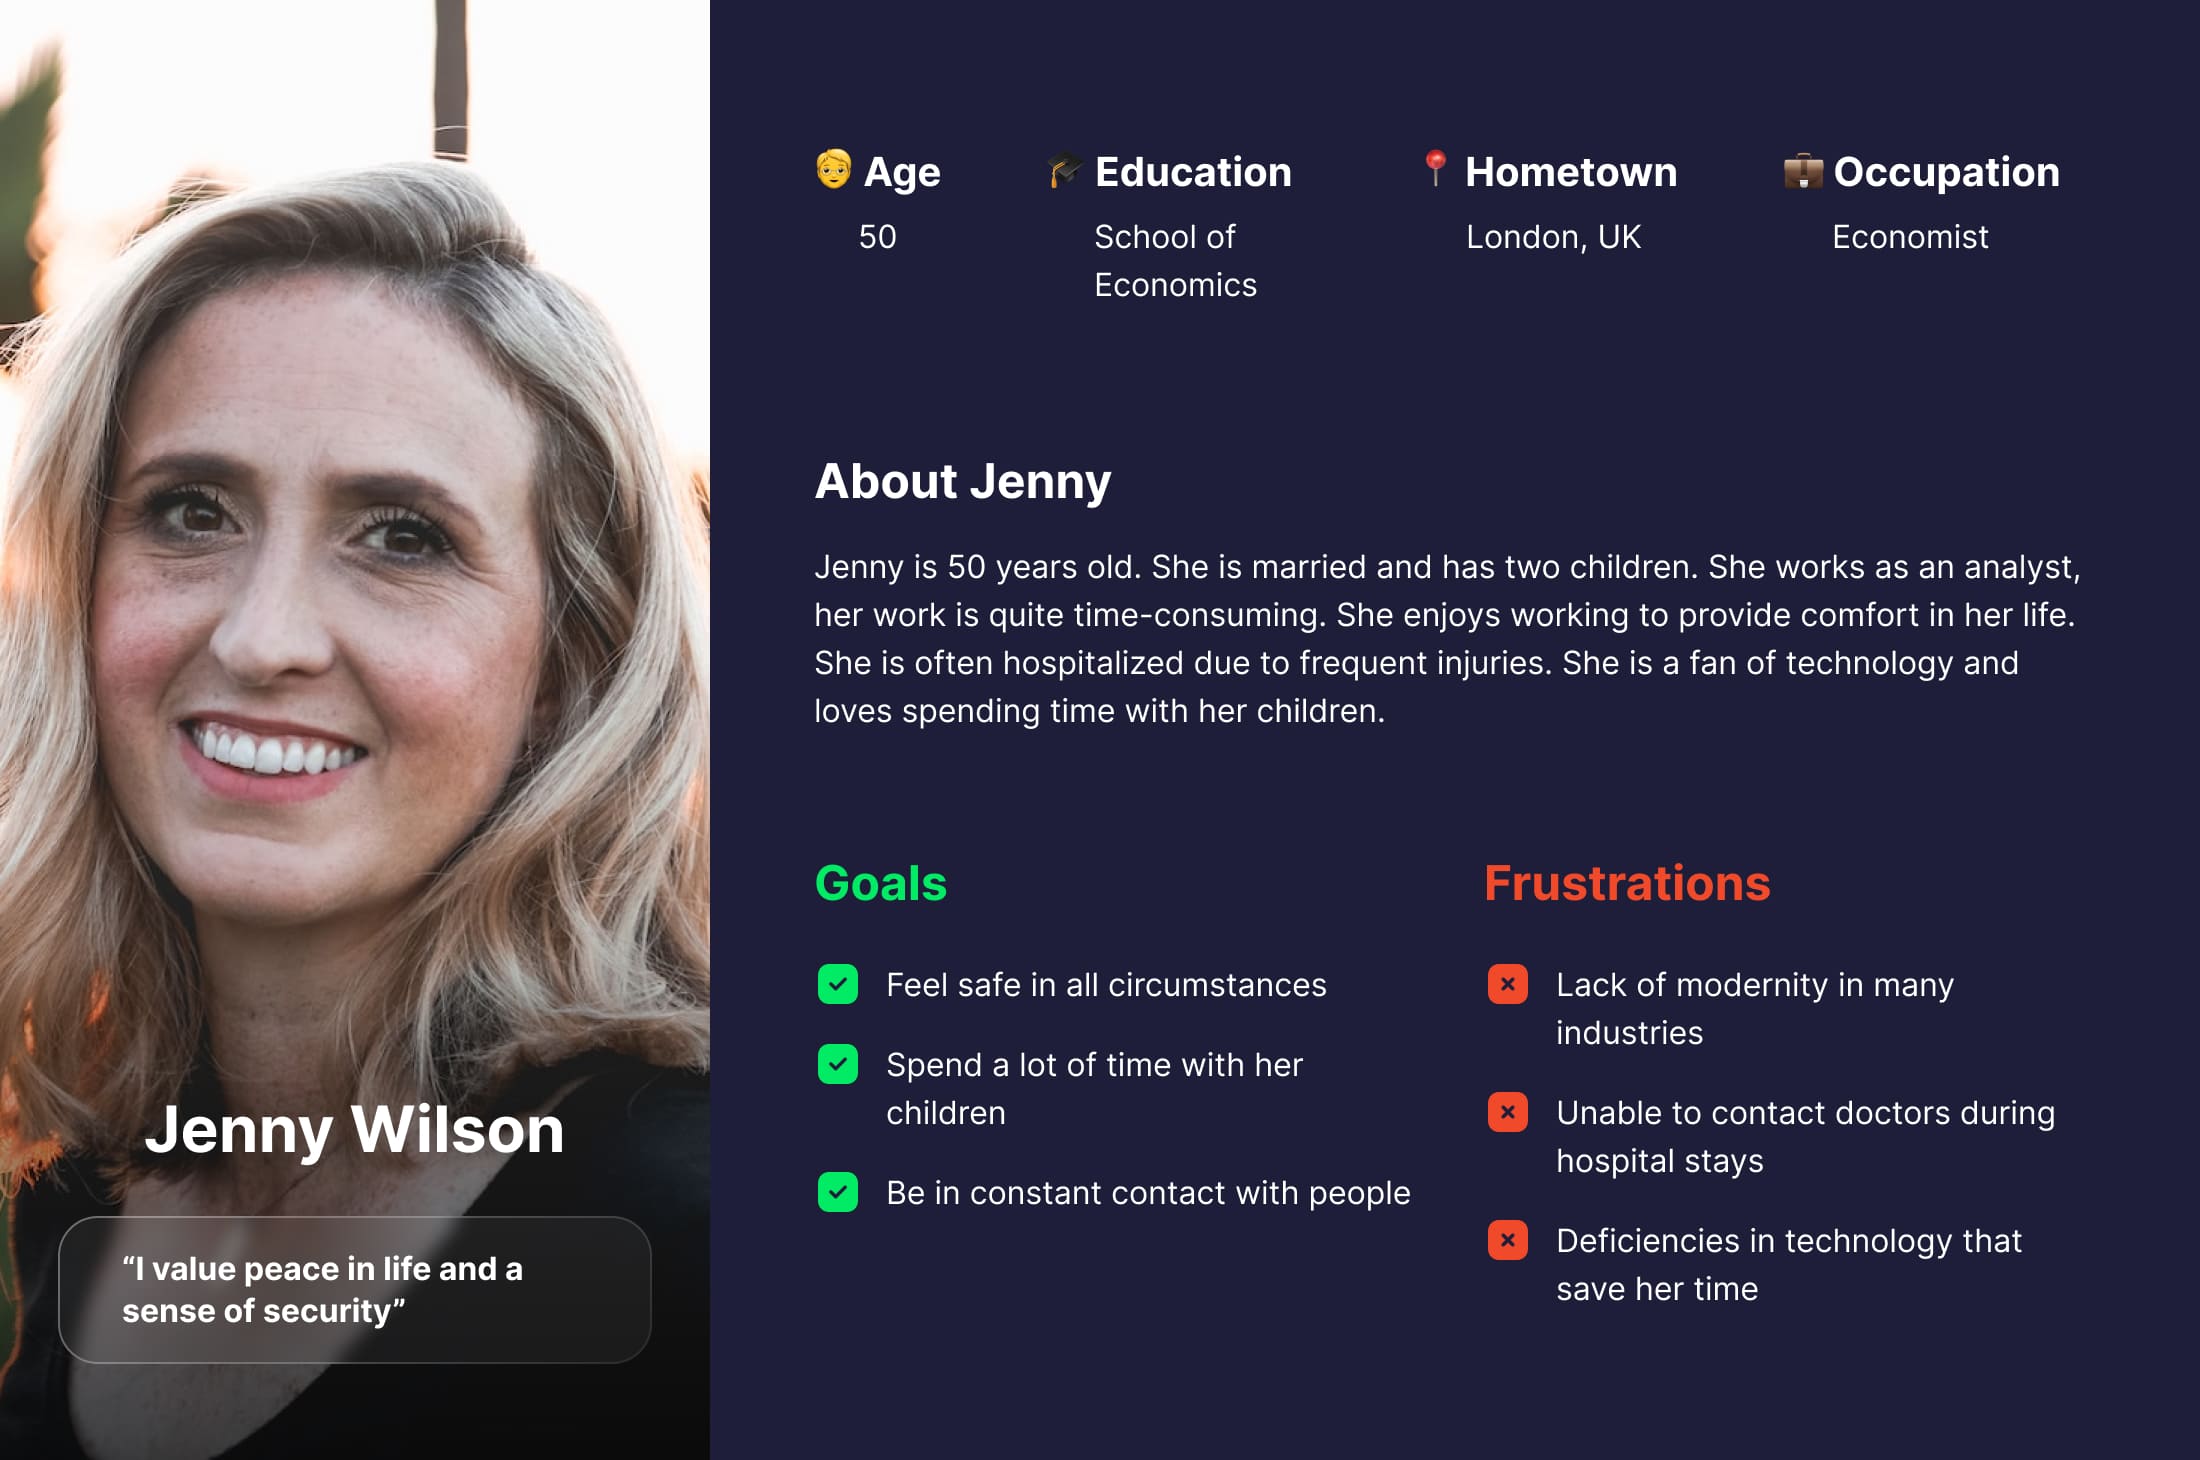 Age
50
Education
School of
Economics
Hometown
London, UK
Occupation
Economist
About Jenny
Jenny is 50 years old. She is married and has two children. She works as an analyst,
her work is quite time-consuming. She enjoys working to provide comfort in her life.
She is often hospitalized due to frequent injuries. She is a fan of technology and
loves spending time with her children.
Goals
Feel safe in all circumstances
Spend a lot of time with her
children
Be in constant contact with people
Frustrations
Lack of modernity in many
industries
Unable to contact doctors during
hospital stays
Deficiencies in technology that
save her time
Jenny Wilson
“I value peace in life and a
sense of security”